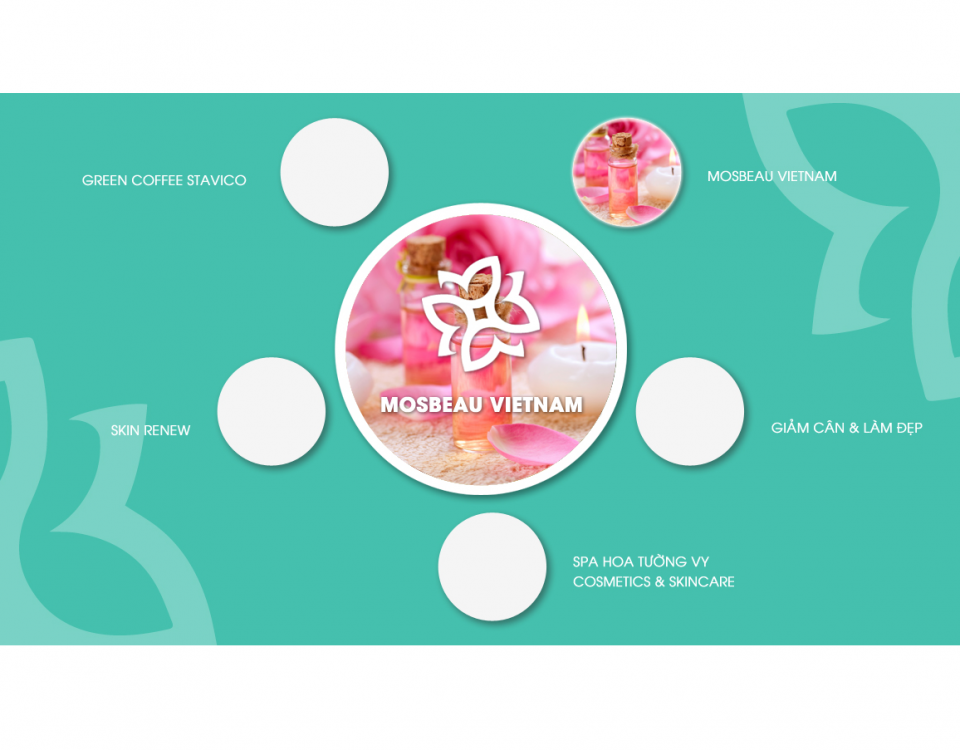 GREEN COFFEE STAVICO
MOSBEAU VIETNAM
MOSBEAU VIETNAM
SKIN RENEW
GIẢM CÂN & LÀM ĐẸP
SPA HOA TƯỜNG VY
COSMETICS & SKINCARE